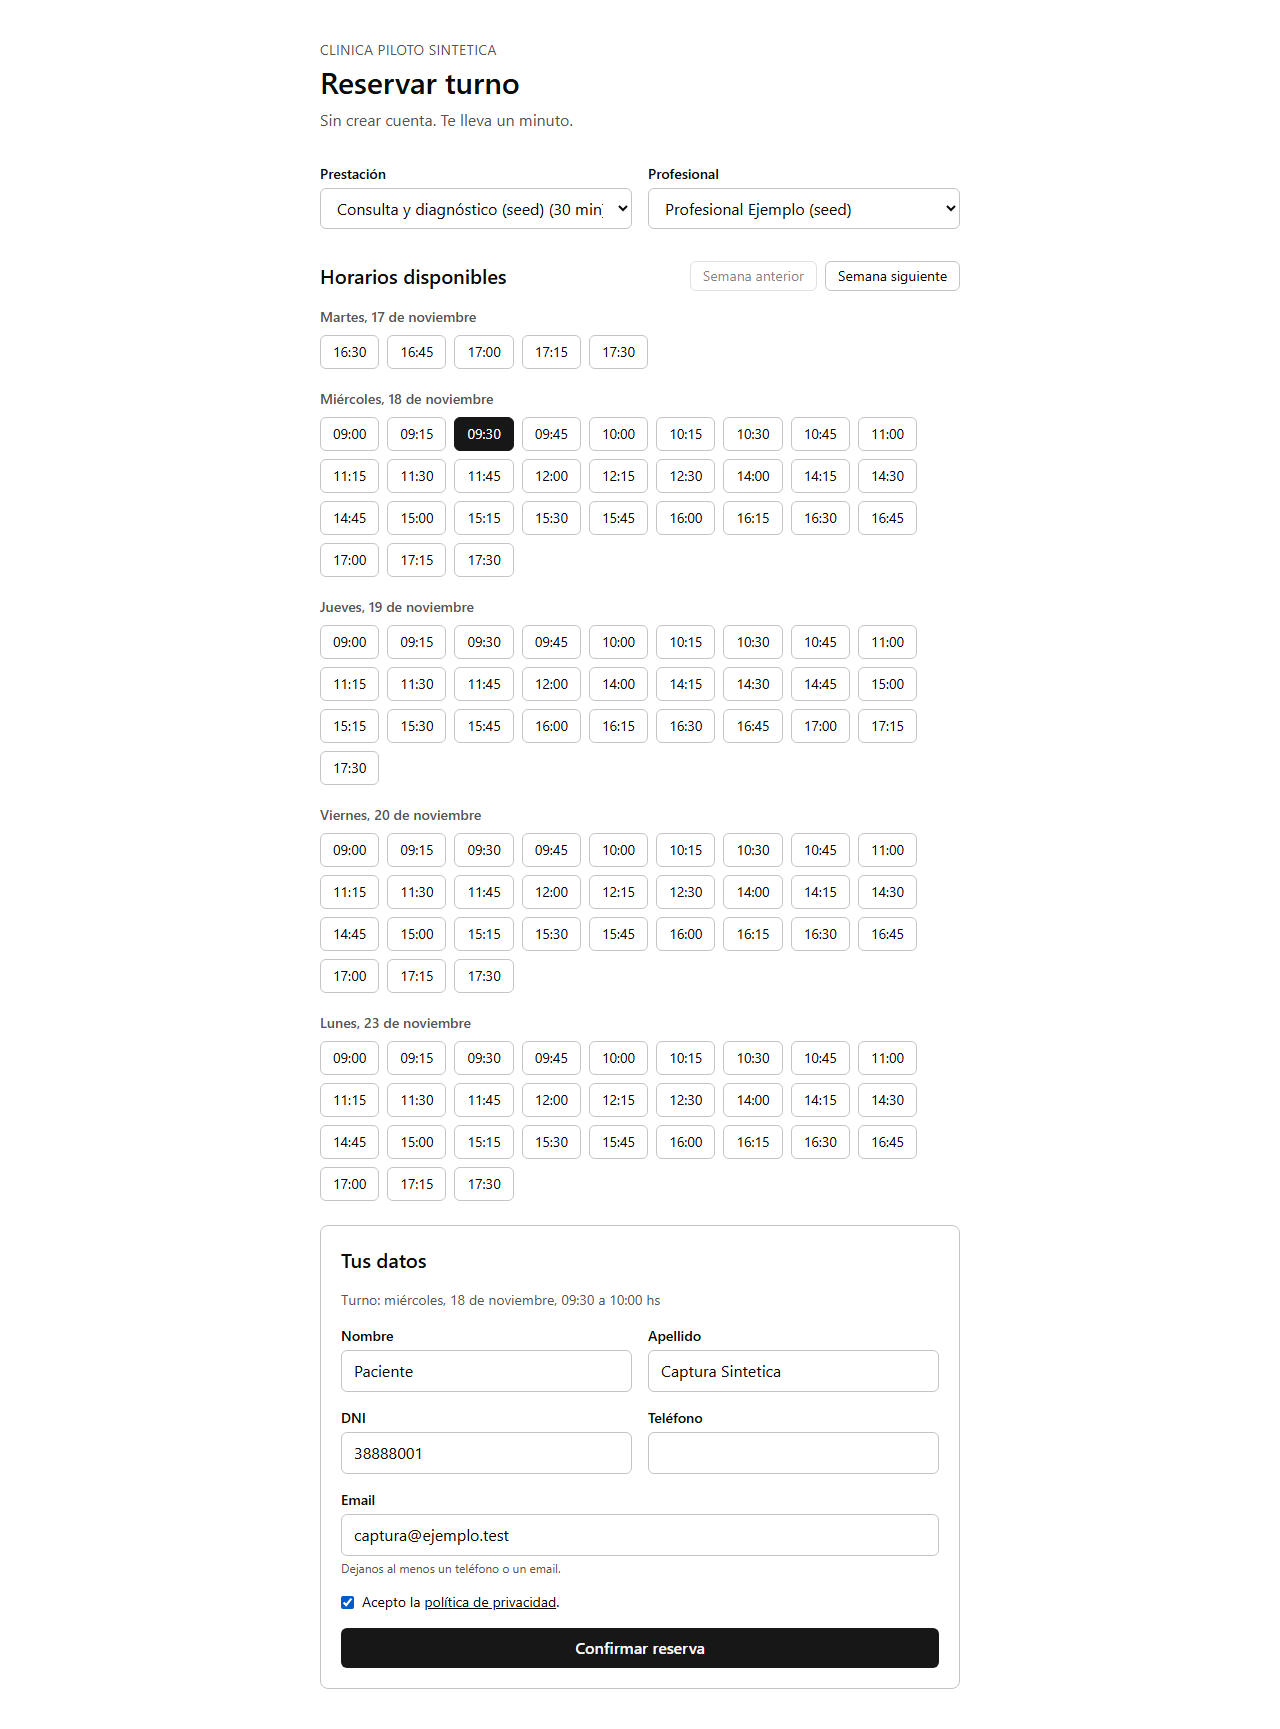 CLINICA PILOTO SINTETICA
Reservar turno
Sin crear cuenta. Te lleva un minuto.
Prestación Profesional
Consulta y diagnóstico (seed) (30 min) Profesional Ejemplo (seed)
Horarios disponibles Semana anterior Semana siguiente
Martes, 17 de noviembre
16:30 16:45 17:00 17:15 17:30
Miércoles, 18 de noviembre
09:00 09:15 09:30 09:45 10:00 10:15 10:30 10:45 11:00
11:15 11:30 11:45 12:00 12:15 12:30 14:00 14:15 14:30
14:45 15:00 15:15 15:30 15:45 16:00 16:15 16:30 16:45
17:00 17:15 17:30
Jueves, 19 de noviembre
09:00 09:15 09:30 09:45 10:00 10:15 10:30 10:45 11:00
11:15 11:30 11:45 12:00 14:00 14:15 14:30 14:45 15:00
15:15 15:30 15:45 16:00 16:15 16:30 16:45 17:00 17:15
17:30
Viernes, 20 de noviembre
09:00 09:15 09:30 09:45 10:00 10:15 10:30 10:45 11:00
11:15 11:30 11:45 12:00 12:15 12:30 14:00 14:15 14:30
14:45 15:00 15:15 15:30 15:45 16:00 16:15 16:30 16:45
17:00 17:15 17:30
Lunes, 23 de noviembre
09:00 09:15 09:30 09:45 10:00 10:15 10:30 10:45 11:00
11:15 11:30 11:45 12:00 12:15 12:30 14:00 14:15 14:30
14:45 15:00 15:15 15:30 15:45 16:00 16:15 16:30 16:45
17:00 17:15 17:30
Tus datos
Turno: miércoles, 18 de noviembre, 09:30 a 10:00 hs
Nombre Apellido
Paciente Captura Sintetica
DNI Teléfono
38888001
Email
captura@ejemplo.test
Dejanos al menos un teléfono o un email.
Acepto la política de privacidad.
Confirmar reserva